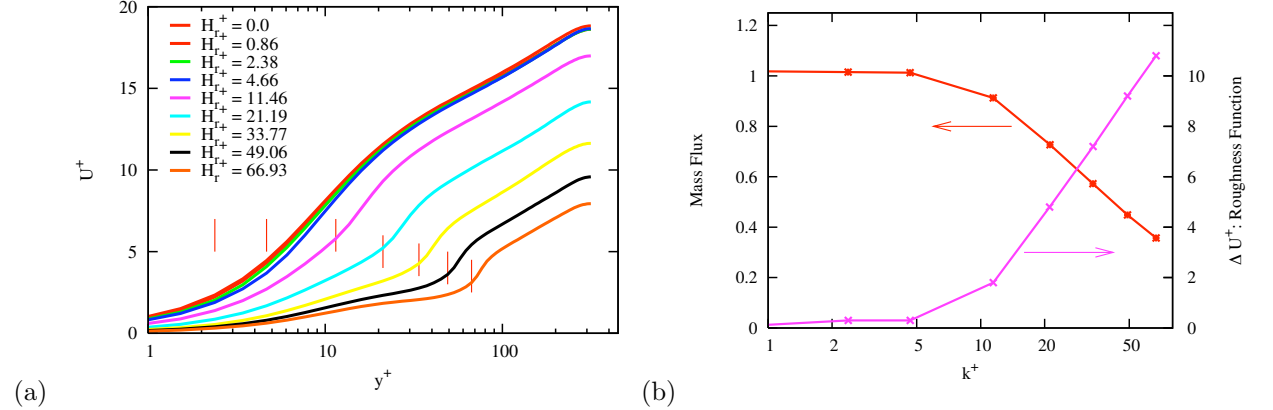 20
15
10
5
0
U⁺
Hr⁺ = 0.0
Hr⁺ = 0.86
Hr⁺ = 2.38
Hr⁺ = 4.66
Hr⁺ = 11.46
Hr⁺ = 21.19
Hr⁺ = 33.77
Hr⁺ = 49.06
Hr⁺ = 66.93
1 10 100
y⁺
(a)
1.2
1
0.8
0.6
0.4
0.2
0
Mass Flux
10
8
6
4
2
0
Δ U⁺: Roughness Function
1 2 5 10 20 50
k⁺
(b)